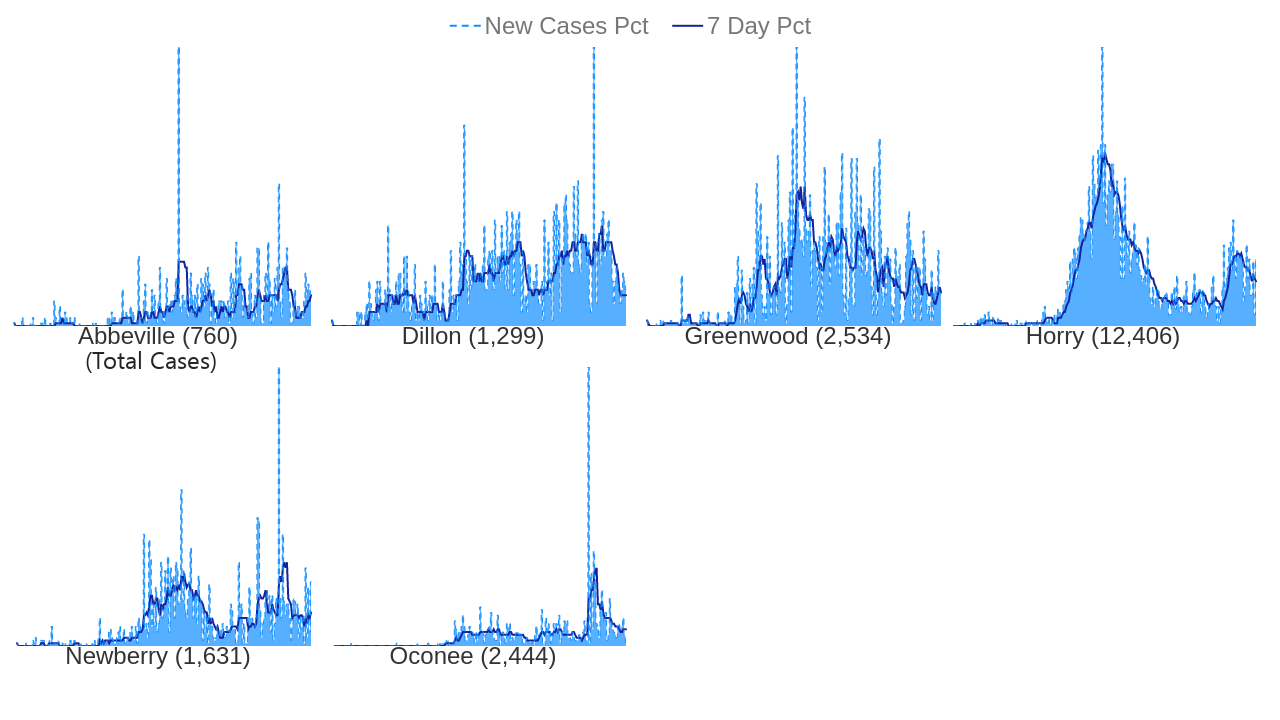 New Cases Pct 7 Day Pct
Abbeville (760)
(Total Cases)
Dillon (1,299)
Greenwood (2,534)
Horry (12,406)
Newberry (1,631)
Oconee (2,444)